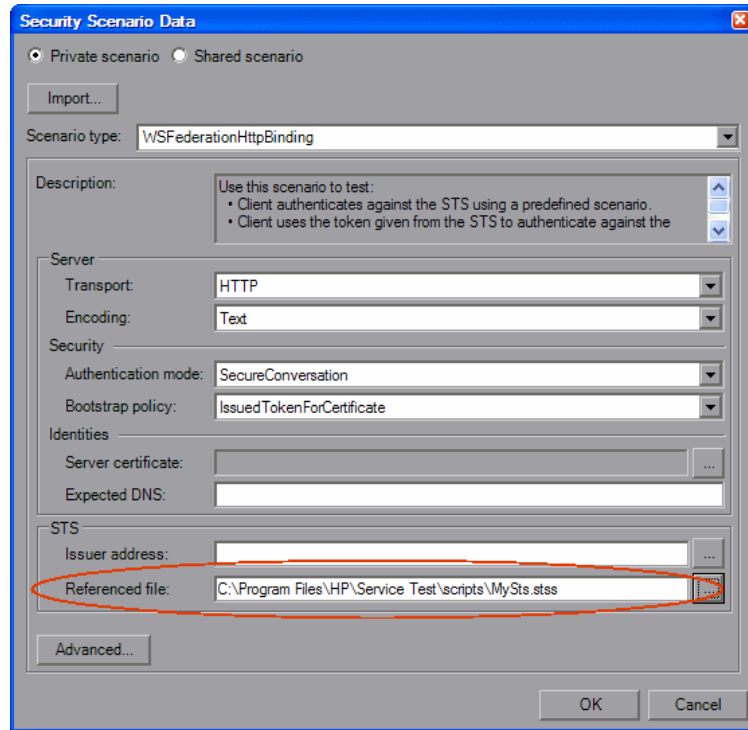 Security Scenario Data
Private scenario Shared scenario
Import...
Scenario type: WSFederationHttpBinding
Description: Use this scenario to test:
• Client authenticates against the STS using a predefined scenario.
• Client uses the token given from the STS to authenticate against the
Server
Transport: HTTP
Encoding: Text
Security
Authentication mode: SecureConversation
Bootstrap policy: IssuedTokenForCertificate
Identities
Server certificate: ...
Expected DNS:
STS
Issuer address: ...
Referenced file: C:\Program Files\HP\Service Test\scripts\MySts.stss ...
Advanced...
OK Cancel